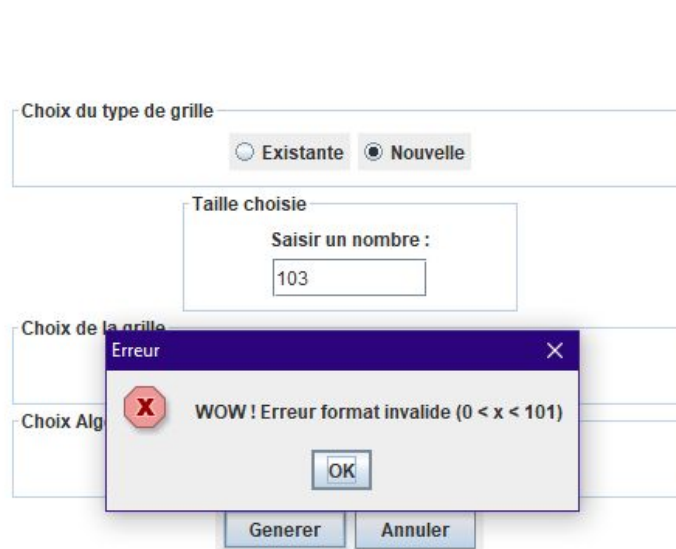 Choix du type de grille
Existante Nouvelle
Taille choisie
Saisir un nombre :
103
Choix de la grille
Erreur
WOW ! Erreur format invalide (0 < x < 101)
Choix Alg
OK
Generer Annuler